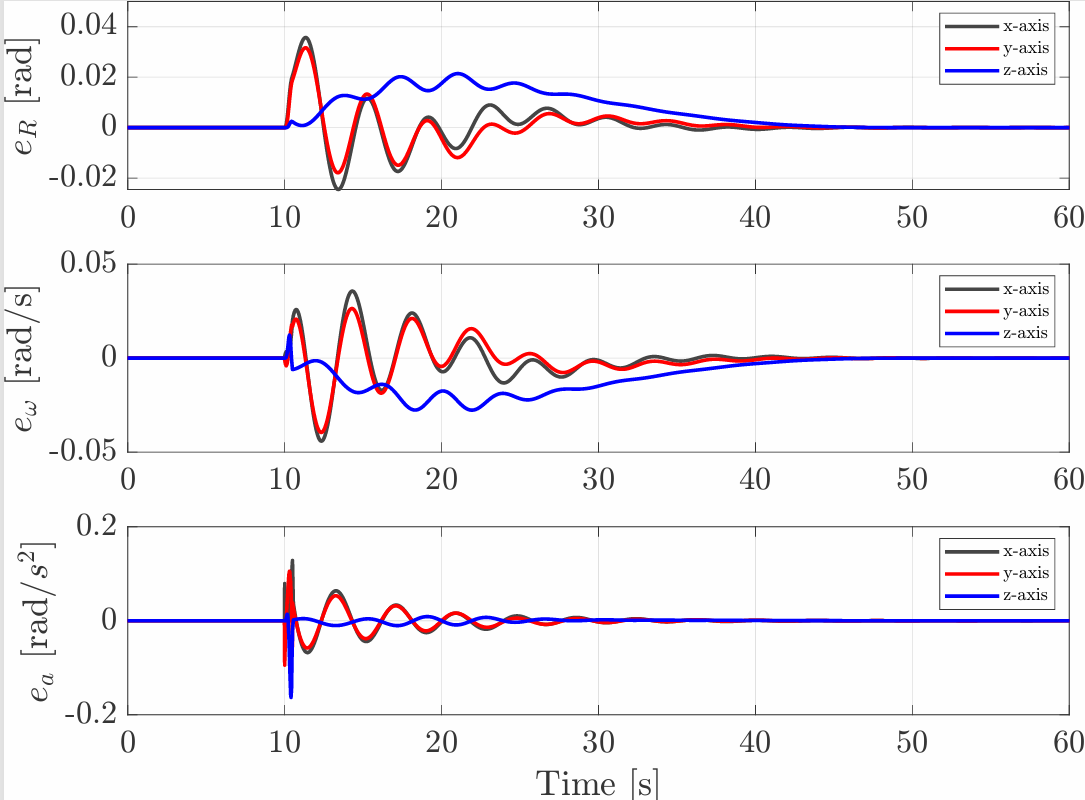 0.04
0.02
0
-0.02
e_R [rad]
x-axis
y-axis
z-axis
0 10 20 30 40 50 60
0.05
0
-0.05
e_ω [rad/s]
x-axis
y-axis
z-axis
0 10 20 30 40 50 60
0.2
0
-0.2
e_a [rad/s²]
x-axis
y-axis
z-axis
0 10 20 30 40 50 60
Time [s]